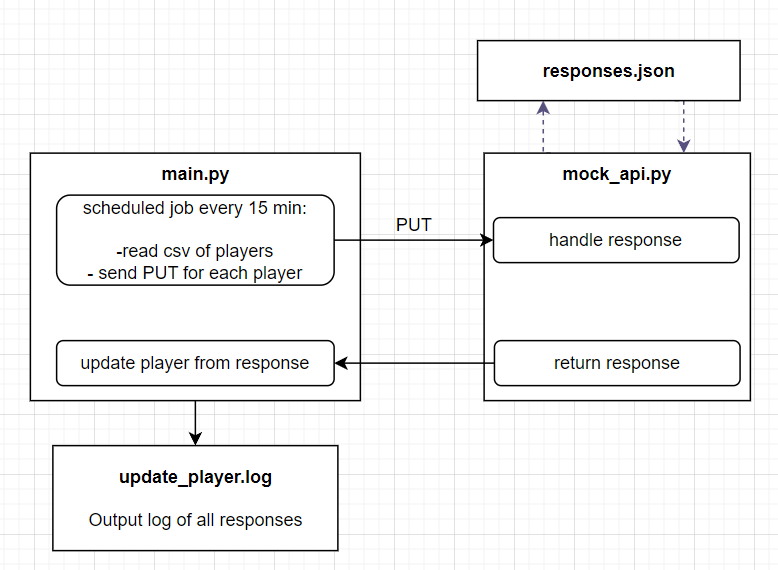 responses.json
main.py
mock_api.py
scheduled job every 15 min:
-read csv of players
- send PUT for each player
PUT
handle response
update player from response
return response
update_player.log
Output log of all responses